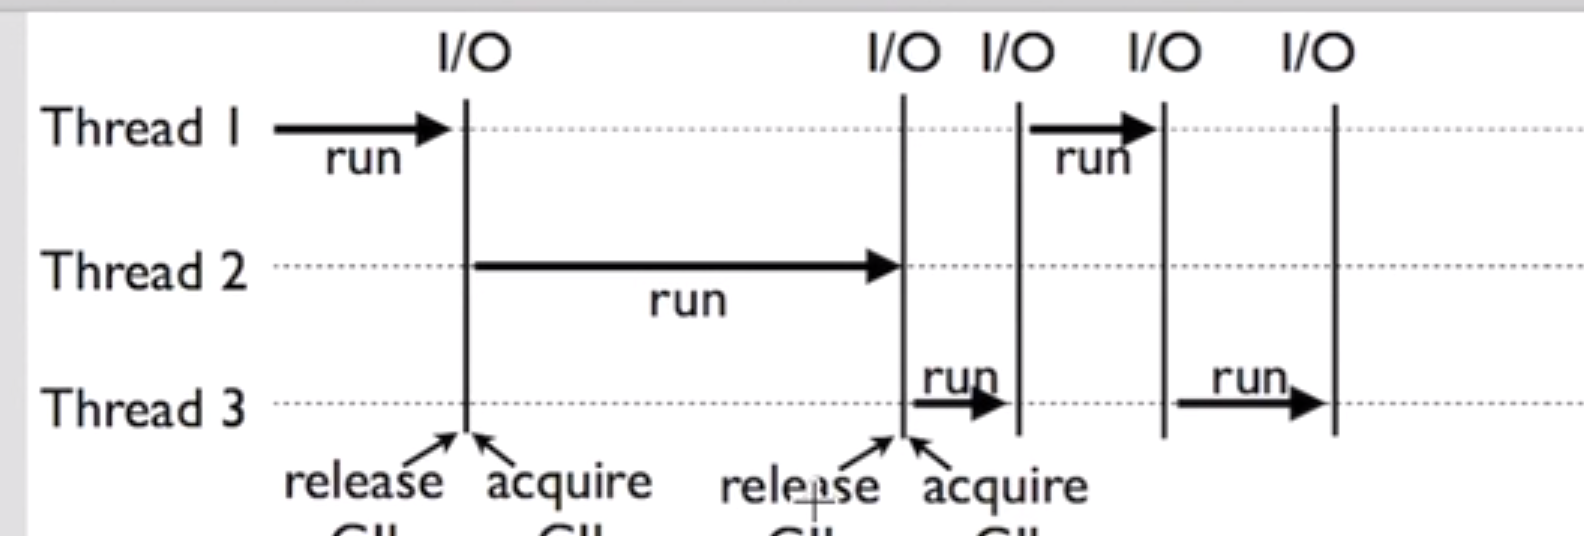 I/O I/O I/O I/O I/O
Thread 1
run run
Thread 2
run
run run
Thread 3
release acquire release acquire